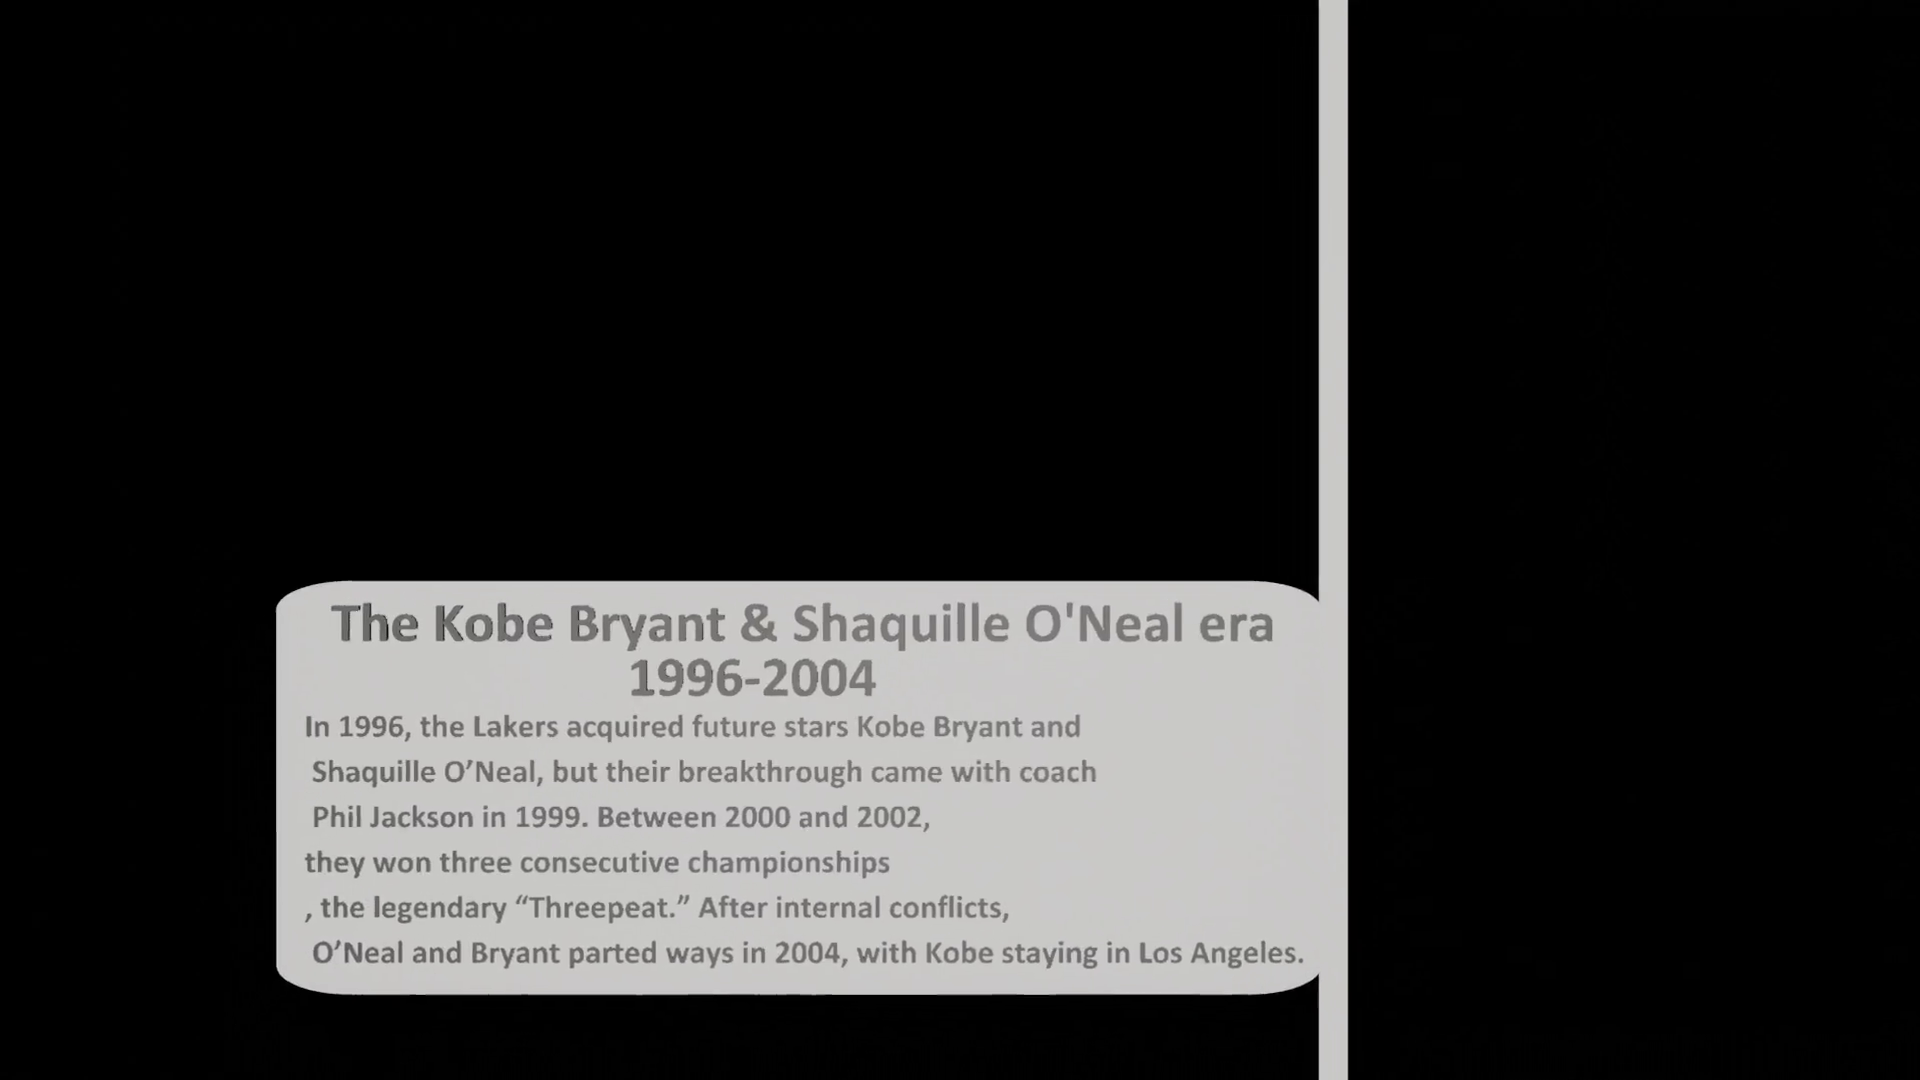 The Kobe Bryant & Shaquille O'Neal era
1996-2004
In 1996, the Lakers acquired future stars Kobe Bryant and
Shaquille O’Neal, but their breakthrough came with coach
Phil Jackson in 1999. Between 2000 and 2002,
they won three consecutive championships
, the legendary “Threepeat.” After internal conflicts,
O’Neal and Bryant parted ways in 2004, with Kobe staying in Los Angeles.